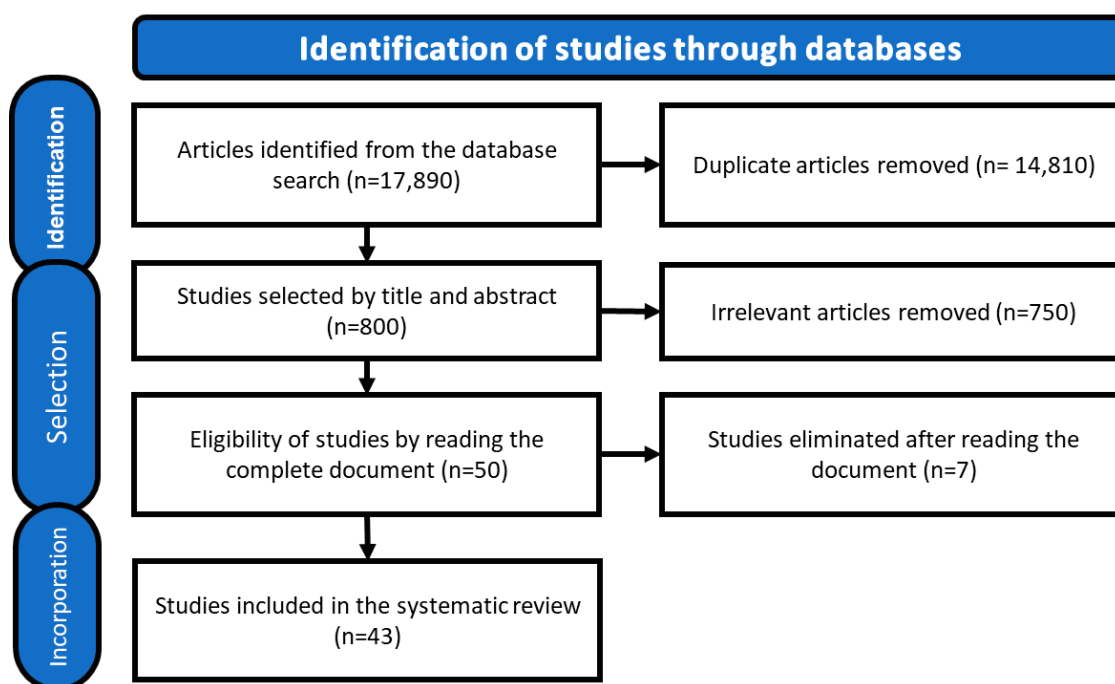 Identification of studies through databases
Identification
Articles identified from the database
search (n=17,890)
Duplicate articles removed (n= 14,810)
Selection
Studies selected by title and abstract
(n=800)
Irrelevant articles removed (n=750)
Eligibility of studies by reading the
complete document (n=50)
Studies eliminated after reading the
document (n=7)
Incorporation
Studies included in the systematic review
(n=43)